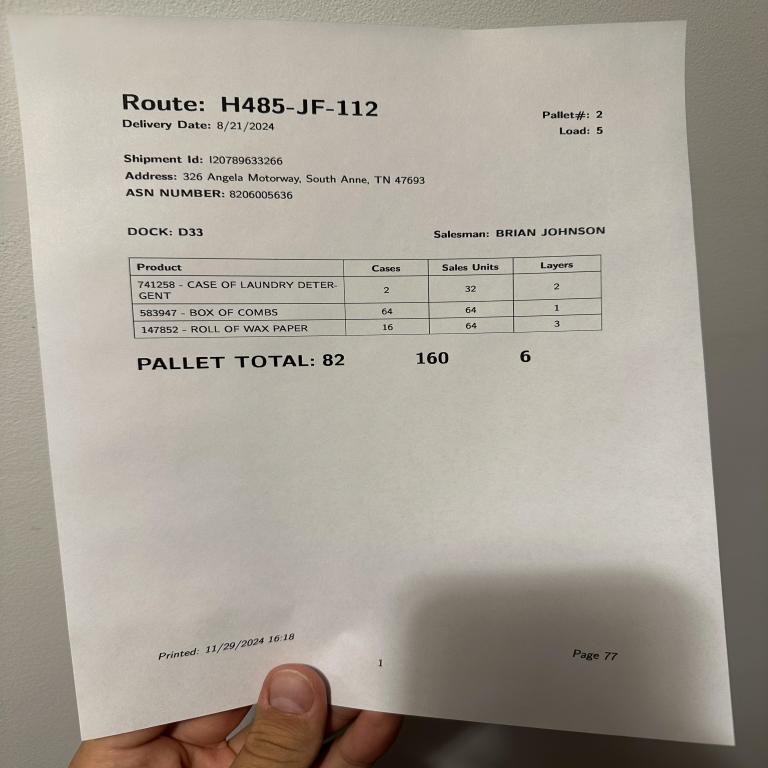 Route: H485-JF-112
Delivery Date: 8/21/2024
Pallet#: 2
Load: 5
Shipment Id: I20789633266
Address: 326 Angela Motorway, South Anne, TN 47693
ASN NUMBER: 8206005636
DOCK: D33
Salesman: BRIAN JOHNSON
Product Cases Sales Units Layers
741258 - CASE OF LAUNDRY DETER-
GENT 2 32 2
583947 - BOX OF COMBS 64 64 1
147852 - ROLL OF WAX PAPER 16 64 3
PALLET TOTAL: 82 160 6
Printed: 11/29/2024 16:18
1
Page 77